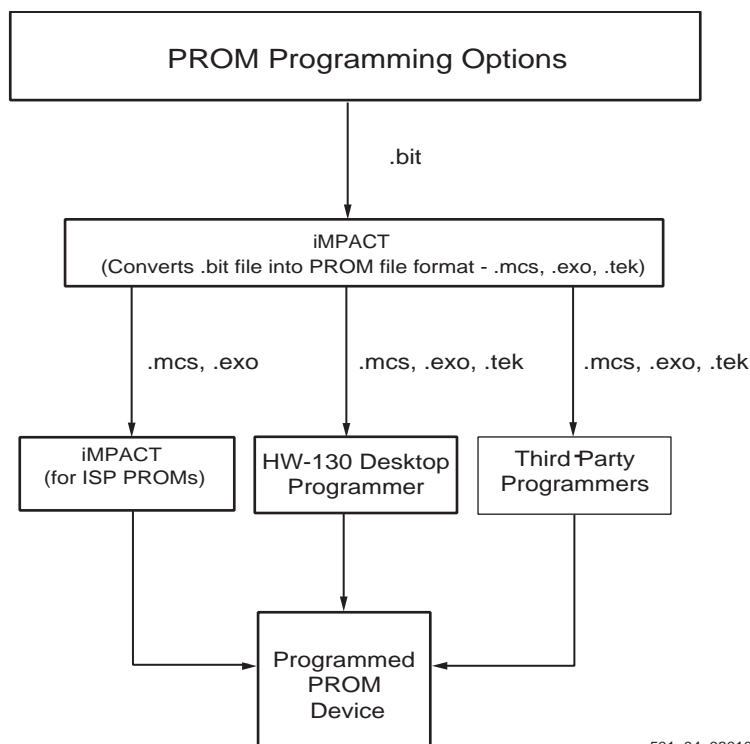 PROM Programming Options
.bit
iMPACT
(Converts .bit file into PROM file format - .mcs, .exo, .tek)
.mcs, .exo
.mcs, .exo, .tek
.mcs, .exo, .tek
iMPACT
(for ISP PROMs)
HW-130 Desktop
Programmer
Third-Party
Programmers
Programmed
PROM
Device